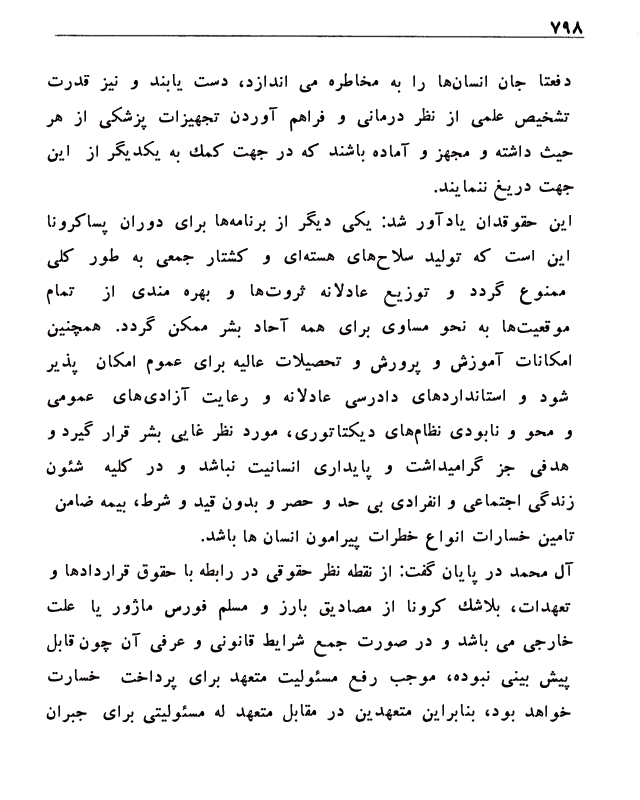 ۷۹۸
دفعتا جان انسان‌ها را به مخاطره می اندازد، دست یابند و نیز قدرت
تشخیص علمی از نظر درمانی و فراهم آوردن تجهیزات پزشکی از هر
حیث داشته و مجهز و آماده باشند که در جهت کمك به یکدیگر از این
جهت دریغ ننمایند.
این حقوقدان یادآور شد: یکی دیگر از برنامه‌ها برای دوران پساکرونا
این است که تولید سلاح‌های هسته‌ای و کشتار جمعی به طور کلی
ممنوع گردد و توزیع عادلانه ثروت‌ها و بهره مندی از تمام
موقعیت‌ها به نحو مساوی برای همه آحاد بشر ممکن گردد. همچنین
امکانات آموزش و پرورش و تحصیلات عالیه برای عموم امکان پذیر
شود و استانداردهای دادرسی عادلانه و رعایت آزادی‌های عمومی
و محو و نابودی نظام‌های دیکتاتوری، مورد نظر غایی بشر قرار گیرد و
هدفی جز گرامیداشت و پایداری انسانیت نباشد و در کلیه شئون
زندگی اجتماعی و انفرادی بی حد و حصر و بدون قید و شرط، بیمه ضامن
تامین خسارات انواع خطرات پیرامون انسان ها باشد.
آل محمد در پایان گفت: از نقطه نظر حقوقی در رابطه با حقوق قراردادها و
تعهدات، بلاشك کرونا از مصادیق بارز و مسلم فورس ماژور یا علت
خارجی می باشد و در صورت جمع شرایط قانونی و عرفی آن چون قابل
پیش بینی نبوده، موجب رفع مسئولیت متعهد برای پرداخت خسارت
خواهد بود، بنابراین متعهدین در مقابل متعهد له مسئولیتی برای جبران